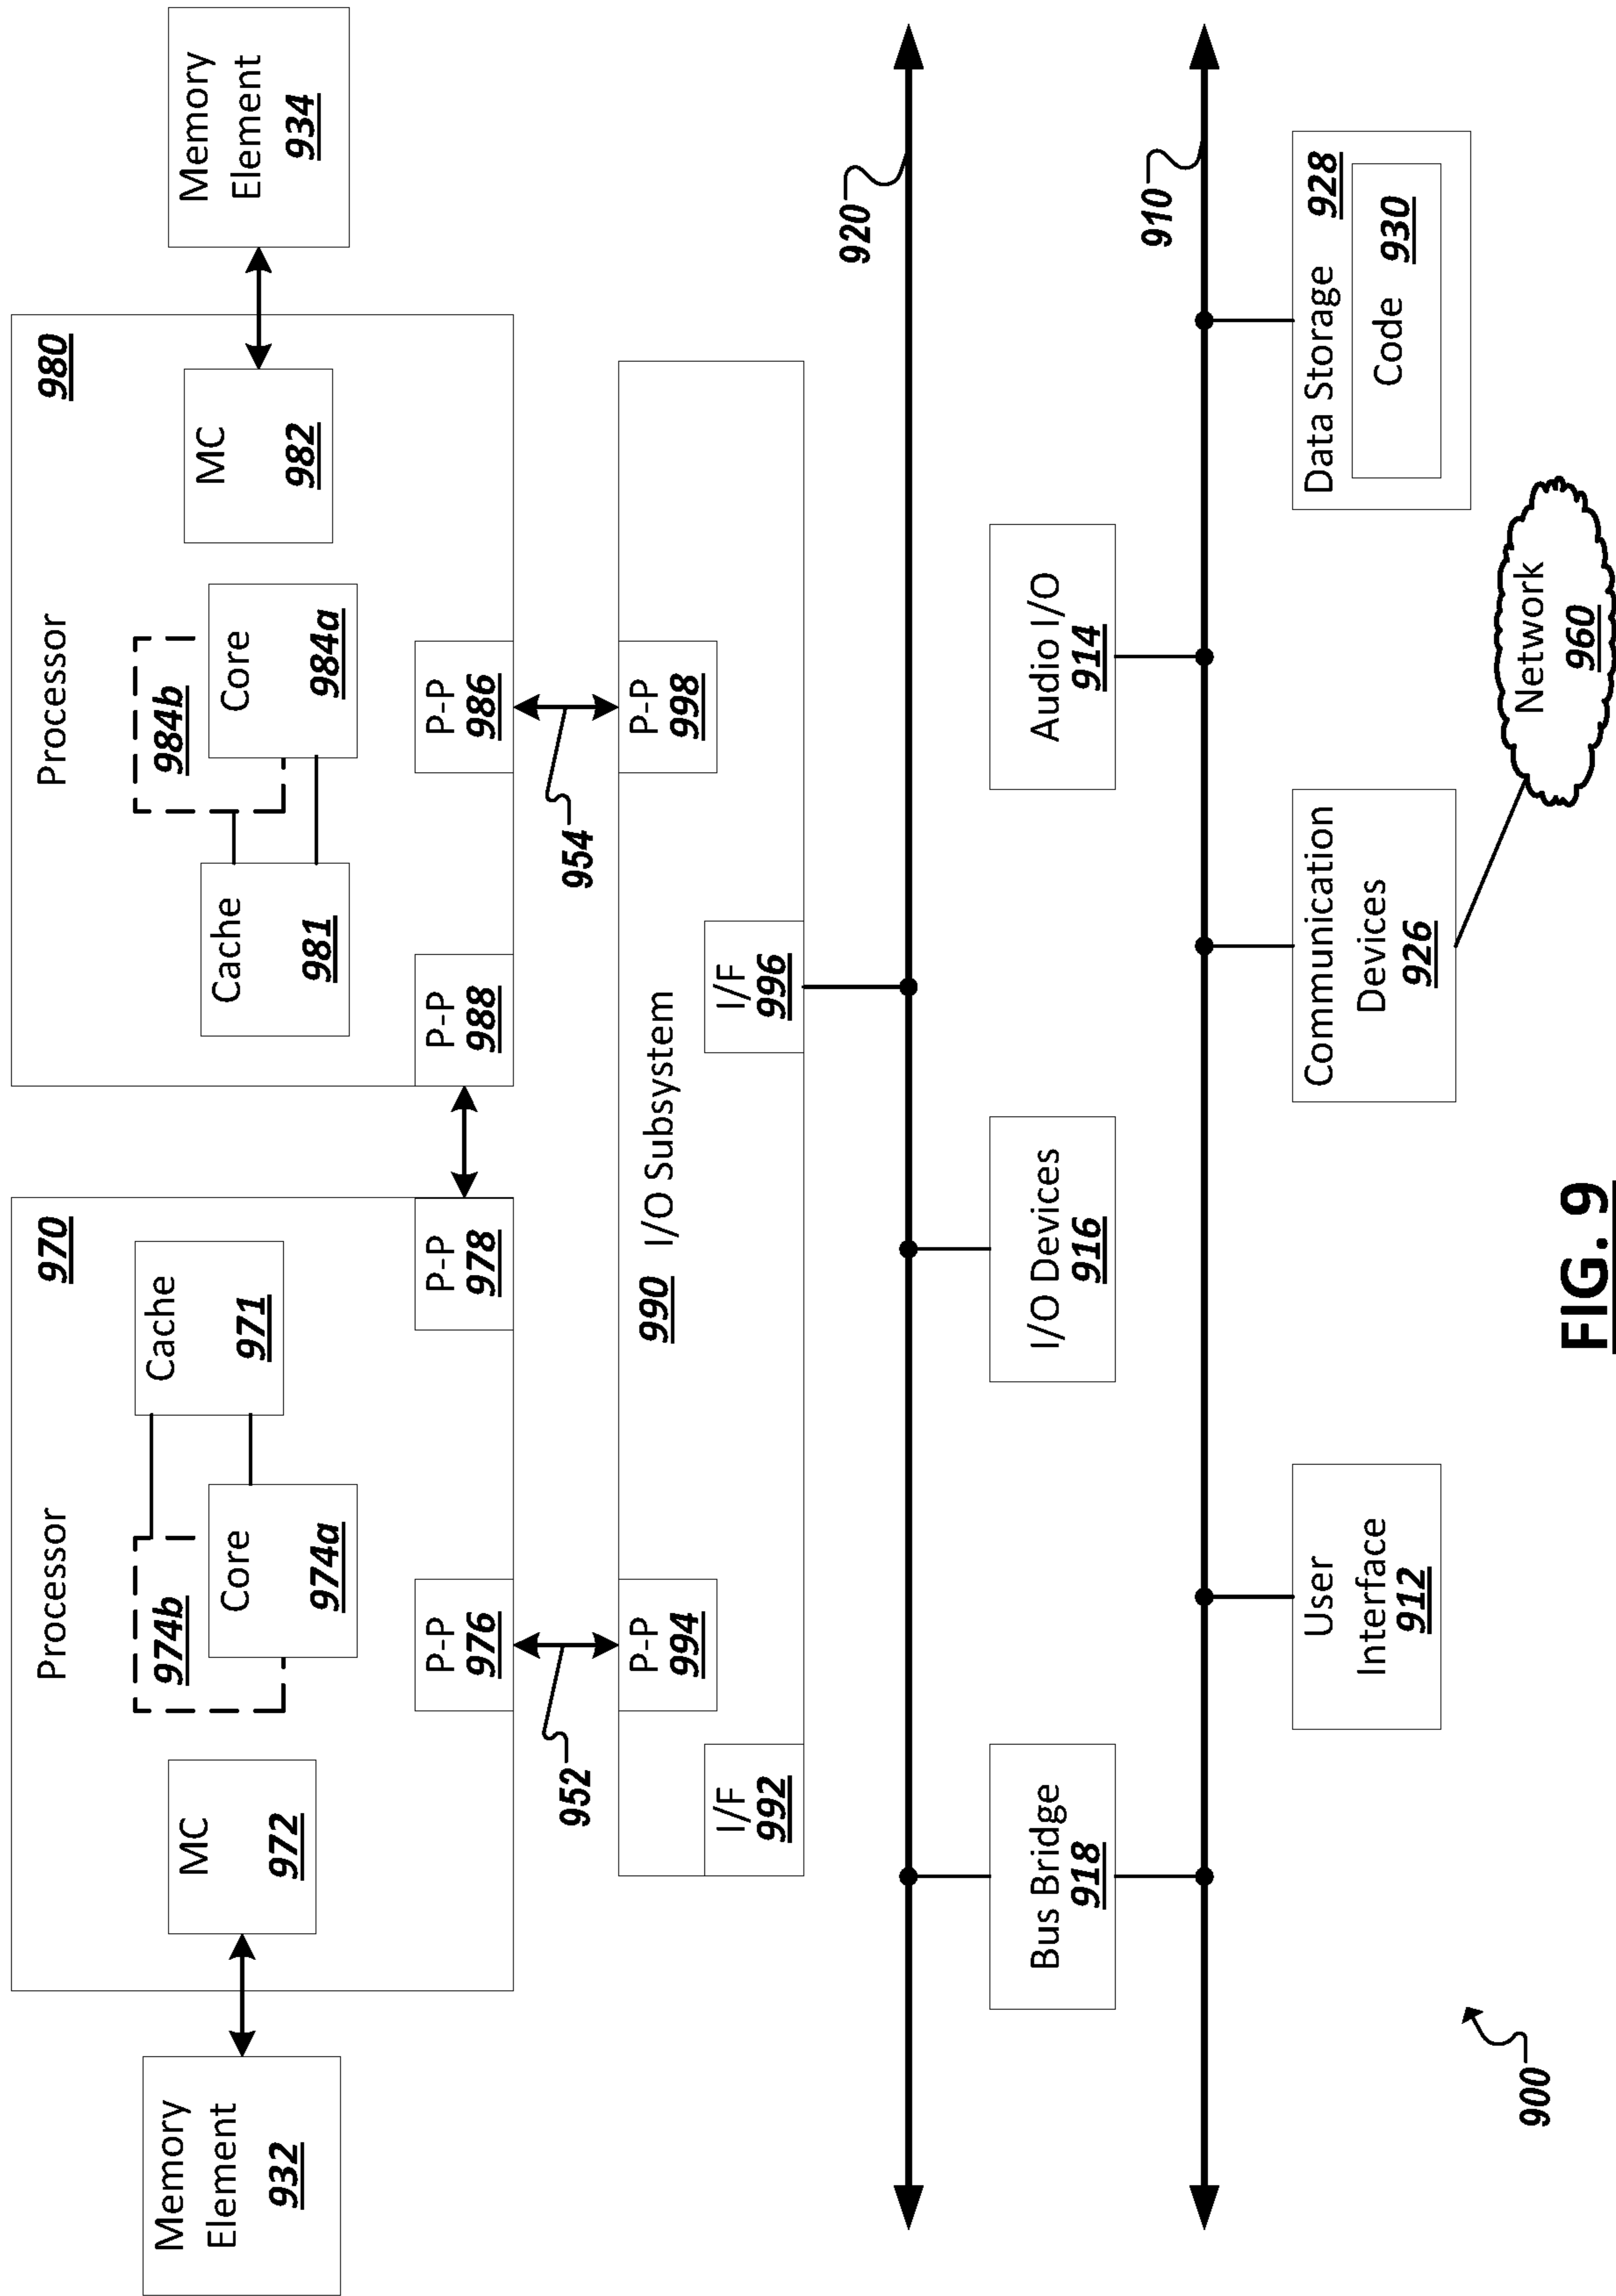 Memory
Element
932
Processor
970
MC
972
974b
Core
974a
Cache
971
P-P
976
P-P
978
Processor
980
Cache
981
984b
Core
984a
MC
982
P-P
988
P-P
986
Memory
Element
934
952
954
990 I/O Subsystem
P-P
994
P-P
998
I/F
992
I/F
996
920
Bus Bridge
918
I/O Devices
916
Audio I/O
914
910
User
Interface
912
Communication
Devices
926
Data Storage 928
Code 930
Network
960
900
FIG. 9